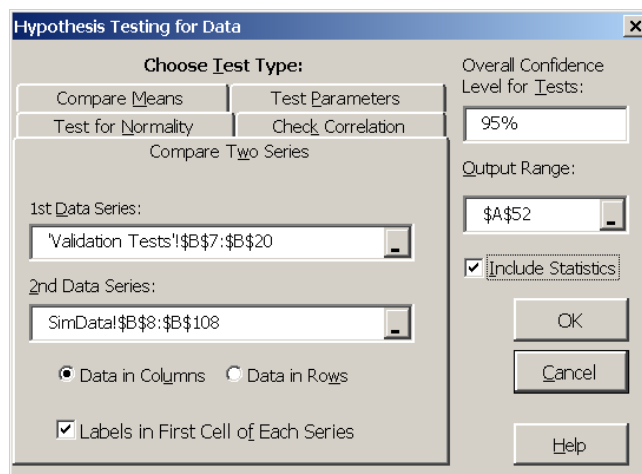 Hypothesis Testing for Data
Choose Test Type:
Compare Means
Test Parameters
Test for Normality
Check Correlation
Compare Two Series
1st Data Series:
'Validation Tests'!$B$7:$B$20
2nd Data Series:
SimData!$B$8:$B$108
Data in Columns
Data in Rows
Labels in First Cell of Each Series
Overall Confidence
Level for Tests:
95%
Output Range:
$A$52
Include Statistics
OK
Cancel
Help